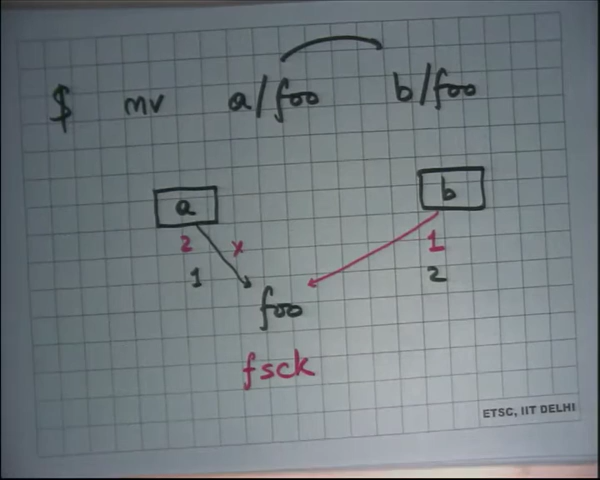 $ mv a/foo b/foo
a b
2 x 1
1 2
foo
fsck
ETSC, IIT DELHI